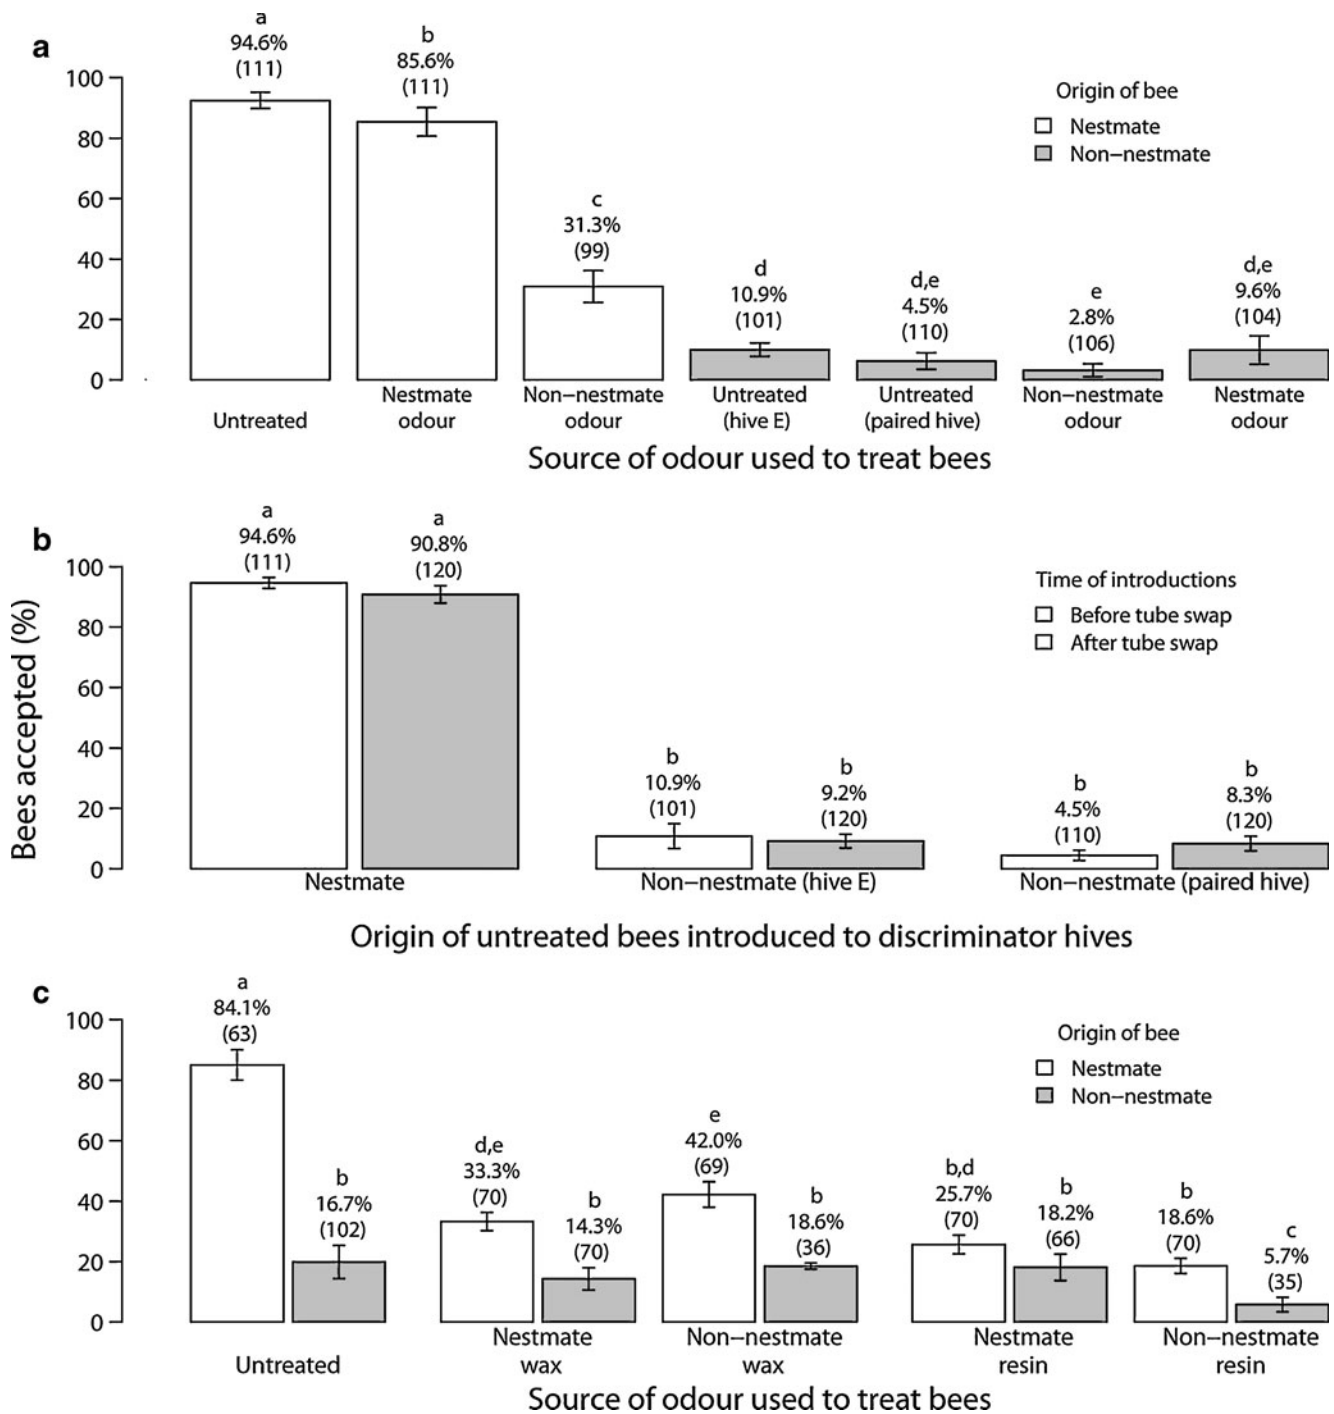 a
a
94.6%
(111)
b
85.6%
(111)
c
31.3%
(99)
d
10.9%
(101)
d,e
4.5%
(110)
e
2.8%
(106)
d,e
9.6%
(104)
100
80
60
40
20
0
Origin of bee
Nestmate
Non−nestmate
Untreated
Nestmate
odour
Non−nestmate
odour
Untreated
(hive E)
Untreated
(paired hive)
Non−nestmate
odour
Nestmate
odour
Source of odour used to treat bees
b
a
94.6%
(111)
a
90.8%
(120)
b
10.9%
(101)
b
9.2%
(120)
b
4.5%
(110)
b
8.3%
(120)
Bees accepted (%)
100
80
60
40
20
0
Time of introductions
Before tube swap
After tube swap
Nestmate
Non−nestmate (hive E)
Non−nestmate (paired hive)
Origin of untreated bees introduced to discriminator hives
c
a
84.1%
(63)
b
16.7%
(102)
d,e
33.3%
(70)
b
14.3%
(70)
e
42.0%
(69)
b
18.6%
(36)
b,d
25.7%
(70)
b
18.2%
(66)
b
18.6%
(70)
c
5.7%
(35)
100
80
60
40
20
0
Origin of bee
Nestmate
Non−nestmate
Untreated
Nestmate
wax
Non−nestmate
wax
Nestmate
resin
Non−nestmate
resin
Source of odour used to treat bees